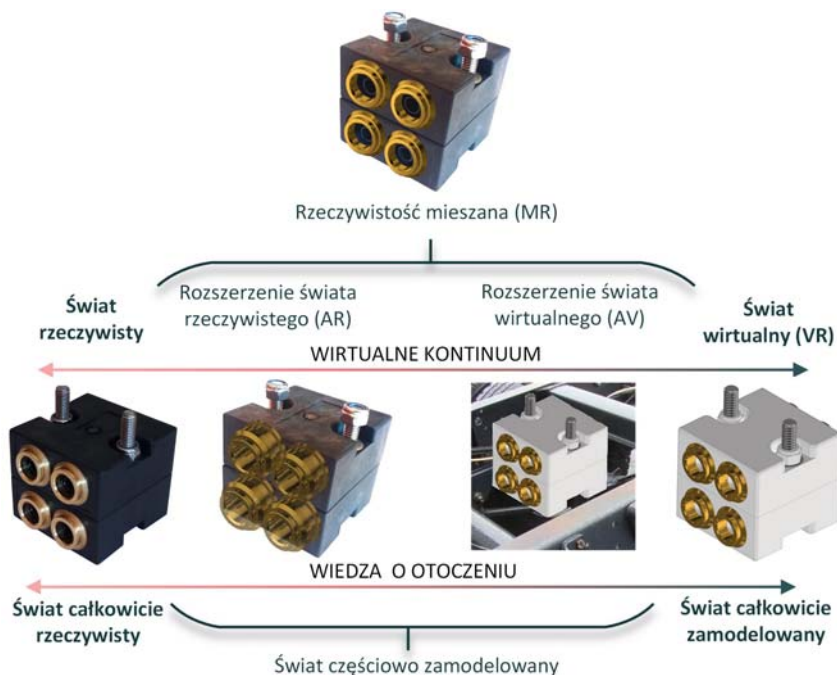 Rzeczywistość mieszana (MR)
Świat
rzeczywisty
Rozszerzenie świata
rzeczywistego (AR)
Rozszerzenie świata
wirtualnego (AV)
Świat
wirtualny (VR)
WIRTUALNE KONTINUUM
WIEDZA O OTOCZENIU
Świat całkowicie
rzeczywisty
Świat całkowicie
zamodelowany
Świat częściowo zamodelowany